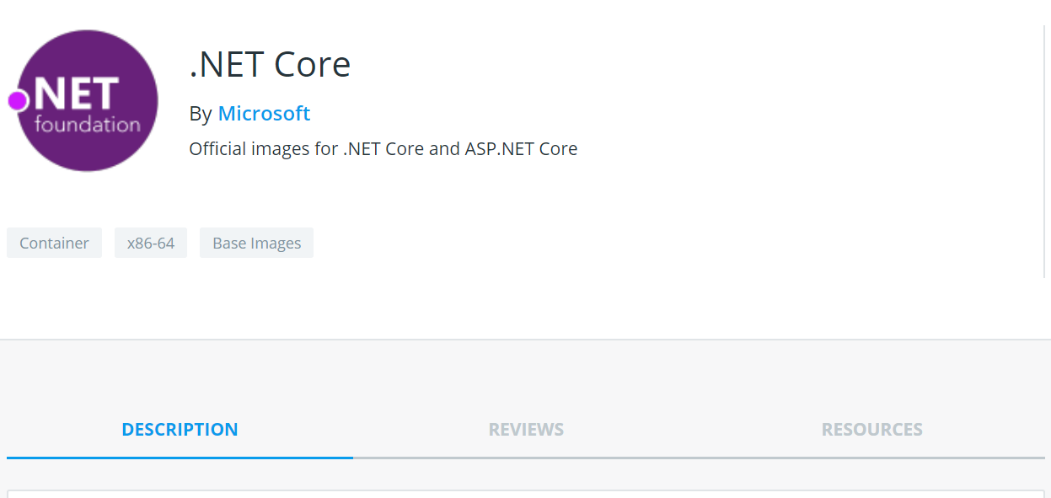 .NET
foundation
.NET Core
By Microsoft
Official images for .NET Core and ASP.NET Core
Container x86-64 Base Images
DESCRIPTION REVIEWS RESOURCES